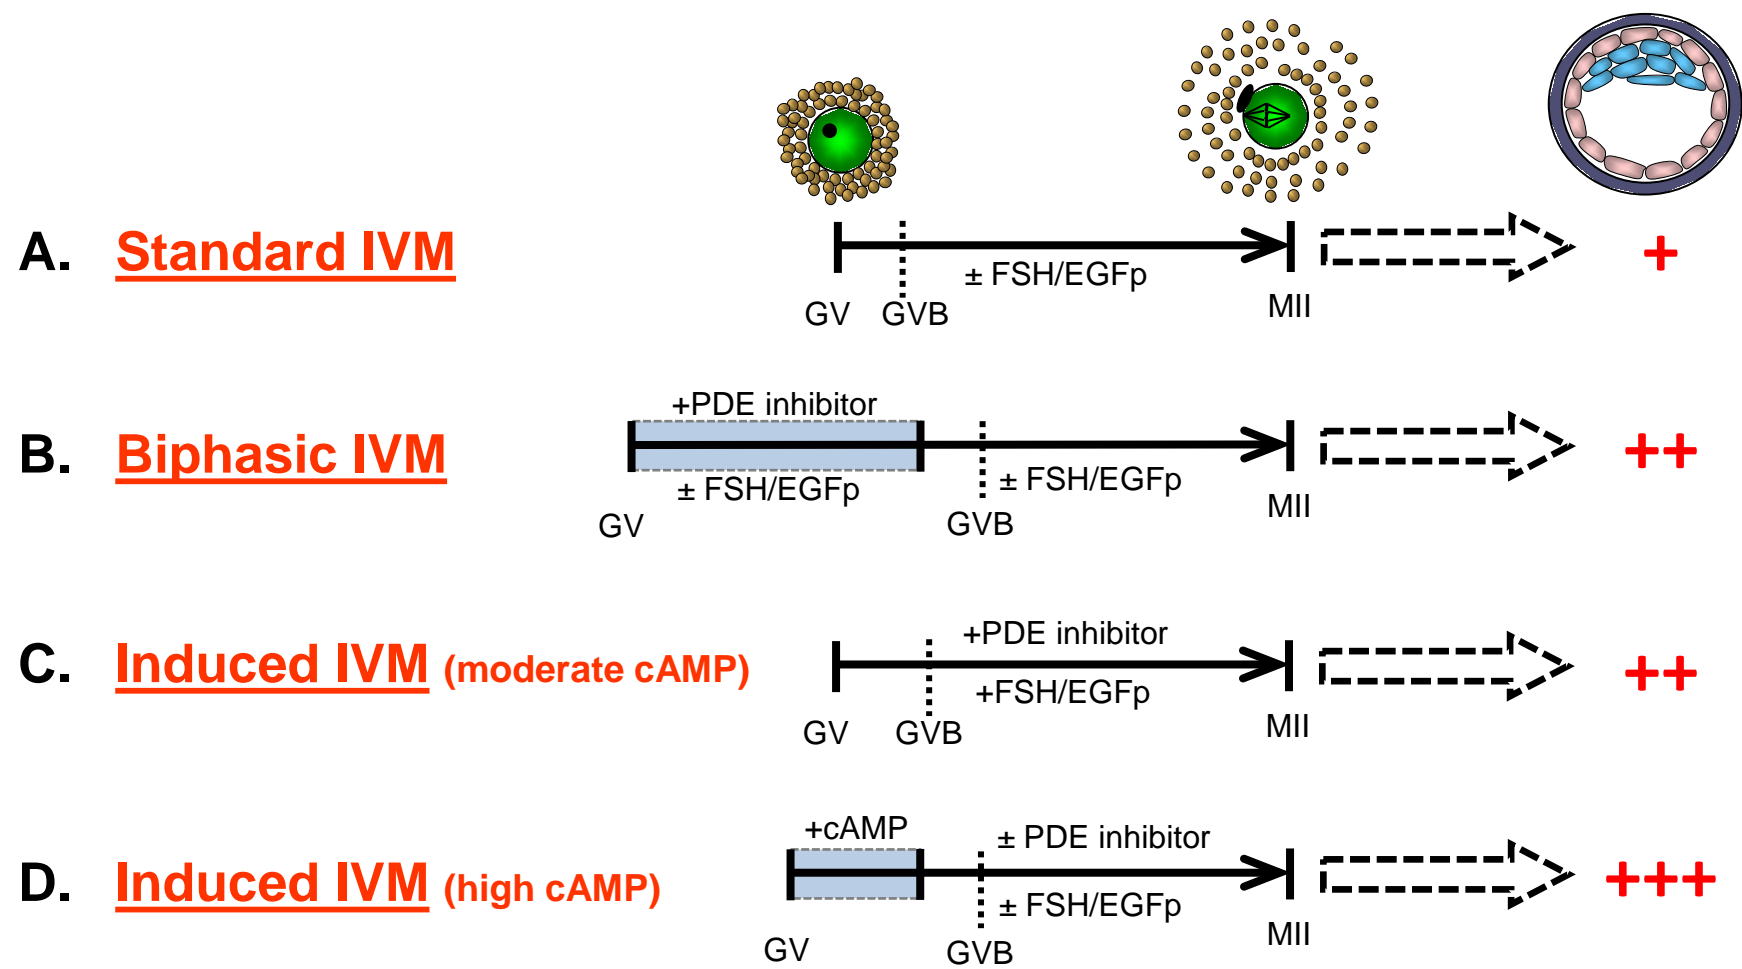 A. Standard IVM
± FSH/EGFp
GV GVB MII
+
B. Biphasic IVM
+PDE inhibitor
± FSH/EGFp ± FSH/EGFp
GV GVB MII
++
C. Induced IVM (moderate cAMP)
+PDE inhibitor
+FSH/EGFp
GV GVB MII
++
D. Induced IVM (high cAMP)
+cAMP ± PDE inhibitor
± FSH/EGFp
GV GVB MII
+++